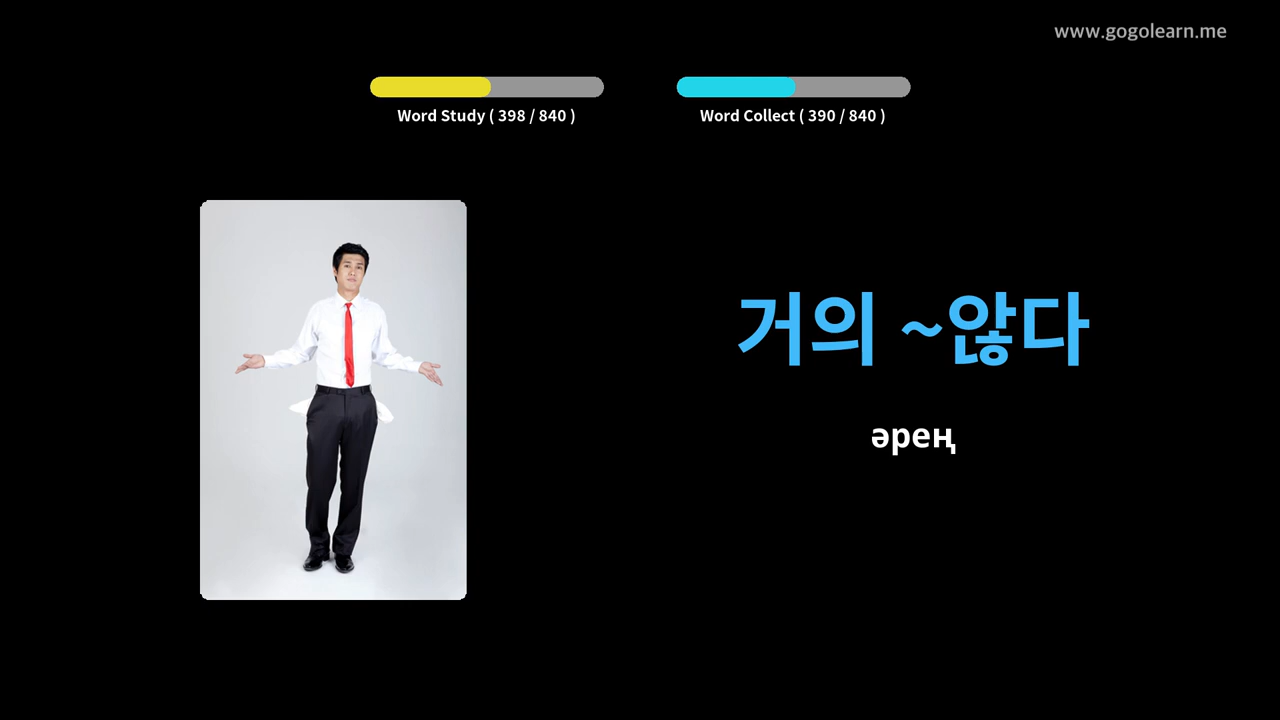 www.gogolearn.me
Word Study ( 398 / 840 )
Word Collect ( 390 / 840 )
거의 ~않다
әрең